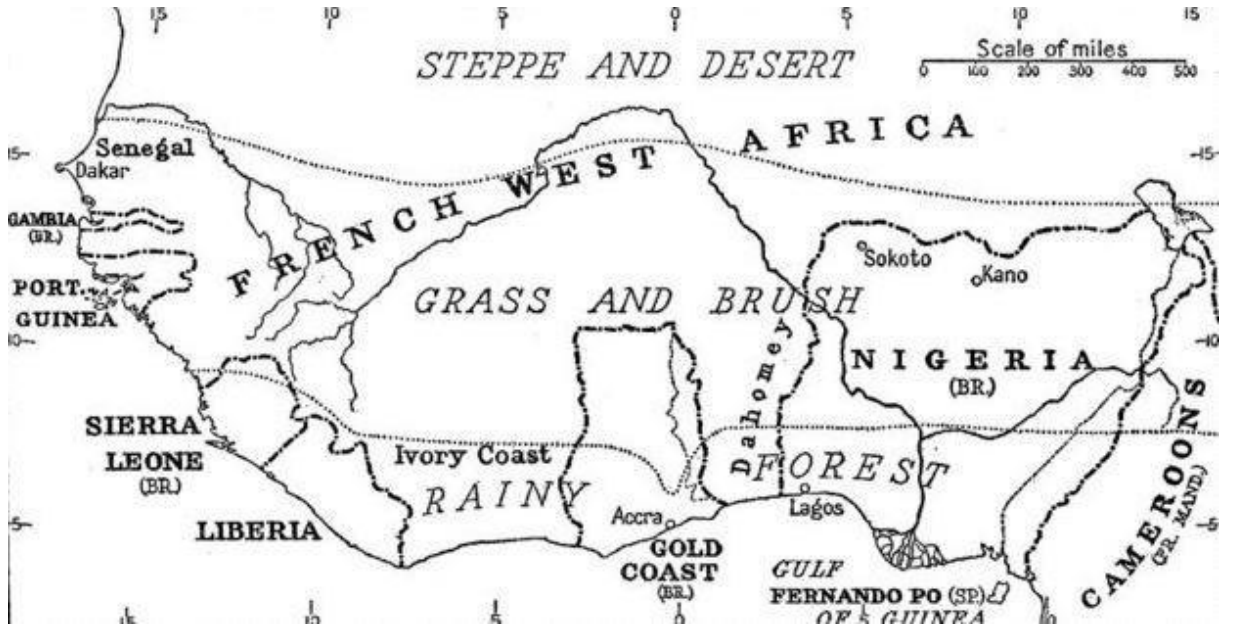 15 10 5 0 5 10 15
STEPPE AND DESERT
Scale of miles
0 100 200 300 400 500
FRENCH WEST AFRICA
15
15
Senegal
Dakar
GAMBIA
(BR.)
PORT.
GUINEA
Sokoto
Kano
GRASS AND BRUSH
10
10
Dahomey
NIGERIA
(BR.)
SIERRA
LEONE
(BR.)
Ivory Coast
RAINY FOREST
LIBERIA
Accra
Lagos
GOLD
COAST
(BR.)
CAMEROONS
(FR. MAND.)
5
5
GULF
FERNANDO PO (SP.)
OF GUINEA
15 10 5 0 5 10